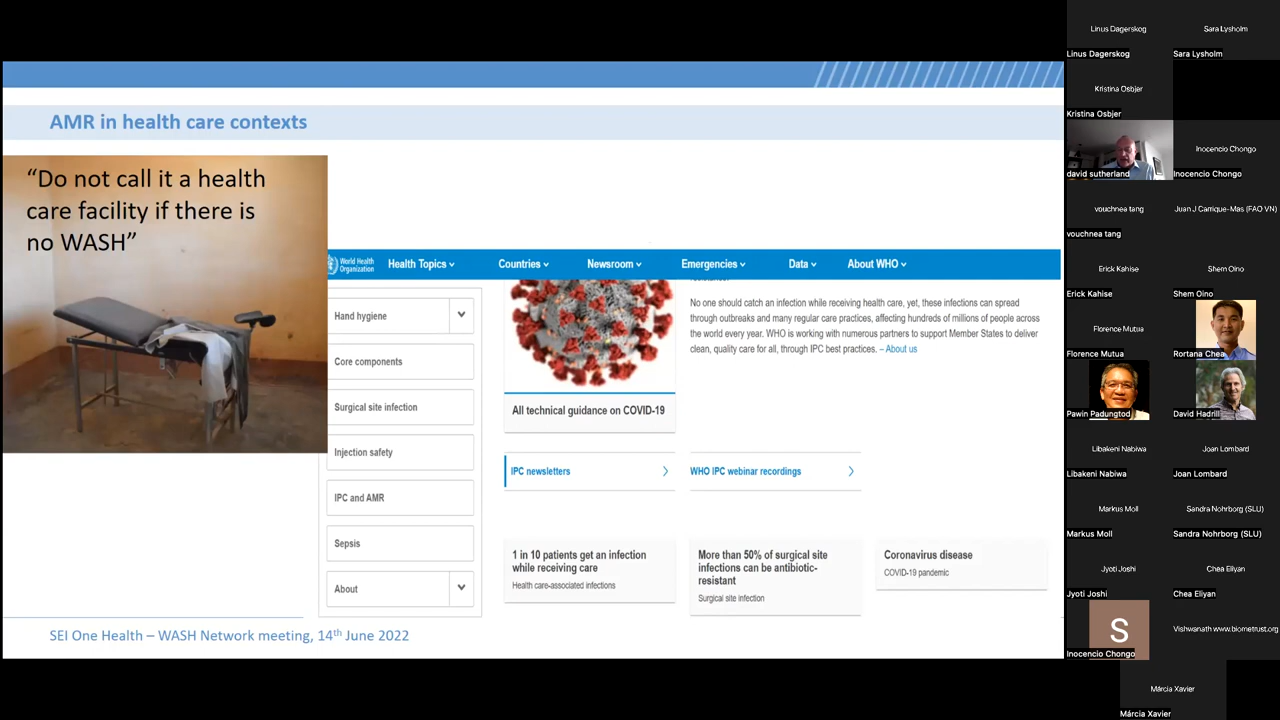 AMR in health care contexts
“Do not call it a health
care facility if there is
no WASH”
World Health
Organization
Health Topics
Countries
Newsroom
Emergencies
Data
About WHO
Hand hygiene
Core components
Surgical site infection
Injection safety
IPC and AMR
Sepsis
About
All technical guidance on COVID-19
No one should catch an infection while receiving health care, yet, these infections can spread
through outbreaks and many regular care practices, affecting hundreds of millions of people across
the world every year. WHO is working with numerous partners to support Member States to deliver
clean, quality care for all, through IPC best practices. – About us
IPC newsletters
WHO IPC webinar recordings
1 in 10 patients get an infection
while receiving care
Health care-associated infections
More than 50% of surgical site
infections can be antibiotic-
resistant
Surgical site infection
Coronavirus disease
COVID-19 pandemic
SEI One Health – WASH Network meeting, 14th June 2022
Linus Dagerskog
Linus Dagerskog
Sara Lysholm
Sara Lysholm
Kristina Osbjer
Kristina Osbjer
david sutherland
Inocencio Chongo
Inocencio Chongo
vouchnea tang
vouchnea tang
Juan J Carrique-Mas (FAO VN)
Erick Kahise
Erick Kahise
Shem Oino
Shem Oino
Florence Mutua
Florence Mutua
Rortana Chea
Pawin Padungtod
David Hadrill
Libakeni Nabiwa
Libakeni Nabiwa
Joan Lombard
Joan Lombard
Markus Moll
Markus Moll
Sandra Nohrborg (SLU)
Sandra Nohrborg (SLU)
Jyoti Joshi
Jyoti Joshi
Chea Eliyan
Chea Eliyan
S
Inocencio Chongo
Vishwanath www.biometrust.org
Márcia Xavier
Márcia Xavier